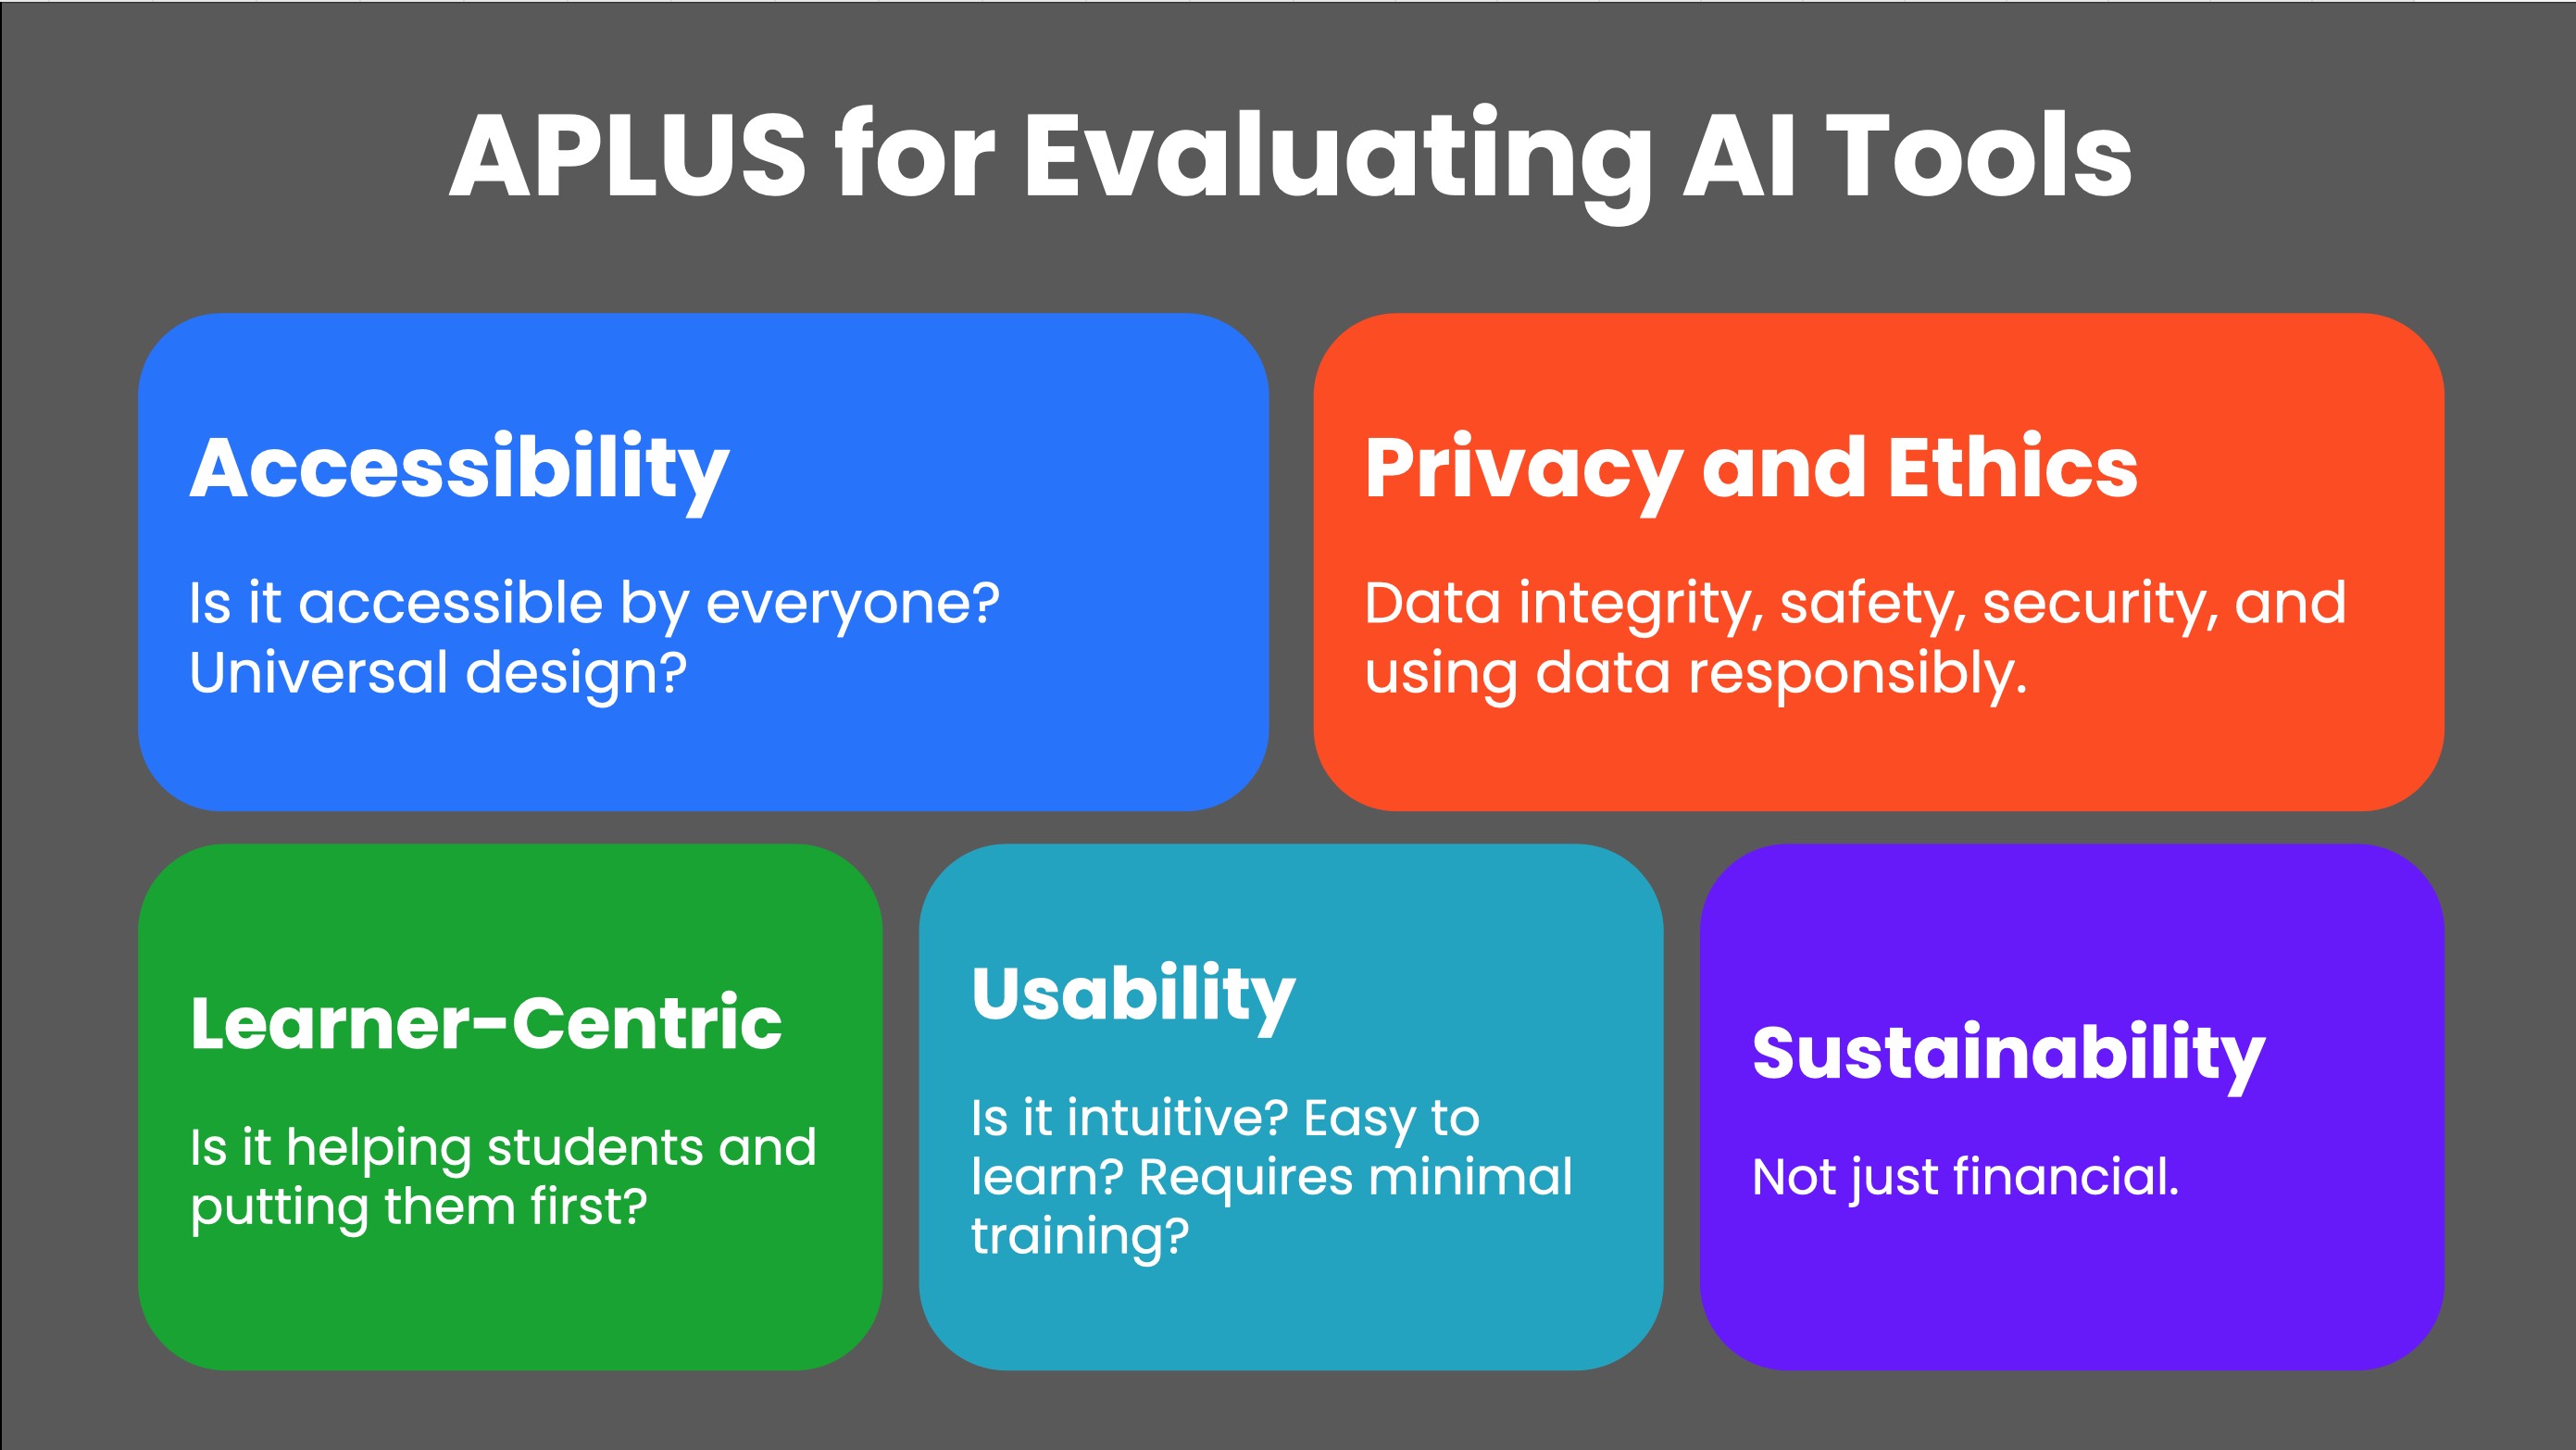 APLUS for Evaluating AI Tools
Accessibility
Is it accessible by everyone?
Universal design?
Privacy and Ethics
Data integrity, safety, security, and
using data responsibly.
Learner-Centric
Is it helping students and
putting them first?
Usability
Is it intuitive? Easy to
learn? Requires minimal
training?
Sustainability
Not just financial.